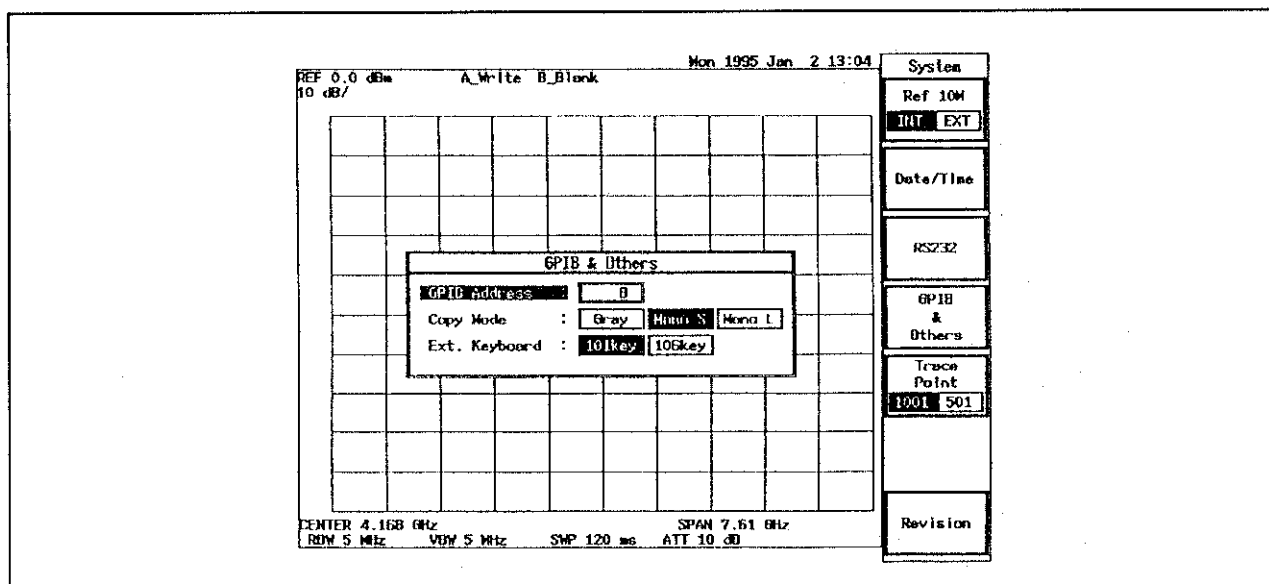 Mon 1995 Jan 2 13:04
REF 0.0 dBm A_Write B_Blank
10 dB/
GPIB & Others
GPIB Address : 8
Copy Mode : Gray Mono S Mono L
Ext. Keyboard : 101key 106key
CENTER 4.168 GHz SPAN 7.61 GHz
RBW 5 MHz VBW 5 MHz SWP 120 ms ATT 10 dB
System
Ref 10M
INT EXT
Date/Time
RS232
GPIB
&
Others
Trace
Point
1001 501
Revision